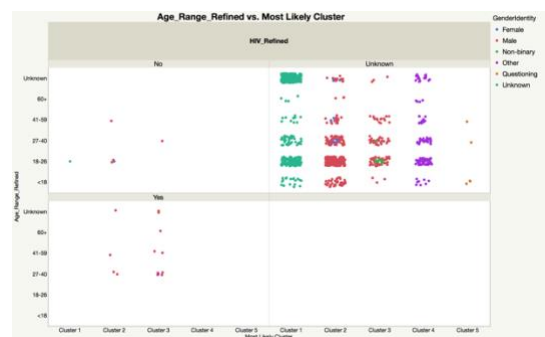 Age_Range_Refined vs. Most Likely Cluster
HIV_Refined
No
Unknown
Unknown
60+
41-59
27-40
18-26
<18
Yes
Unknown
60+
41-59
27-40
18-26
<18
Age_Range_Refined
Cluster 1
Cluster 2
Cluster 3
Cluster 4
Cluster 5
Cluster 1
Cluster 2
Cluster 3
Cluster 4
Cluster 5
Most Likely Cluster
GenderIdentity
Female
Male
Non-binary
Other
Questioning
Unknown